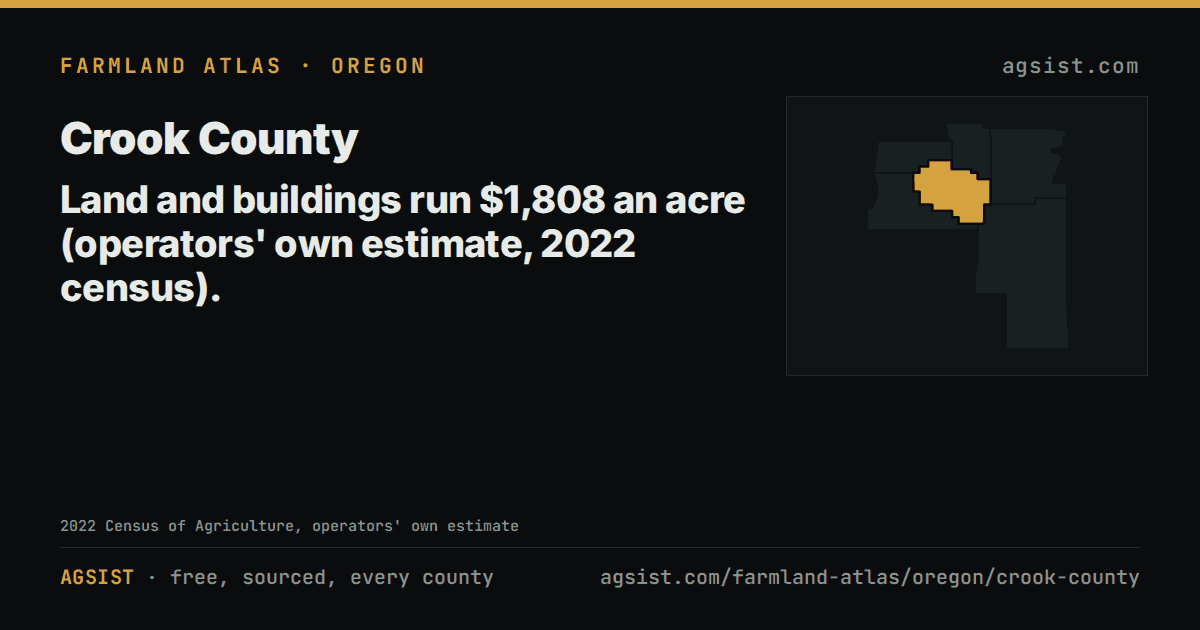 FARMLAND ATLAS · OREGON
agsist.com
Crook County
Land and buildings run $1,808 an acre
(operators' own estimate, 2022
census).
2022 Census of Agriculture, operators' own estimate
AGSIST · free, sourced, every county
agsist.com/farmland-atlas/oregon/crook-county